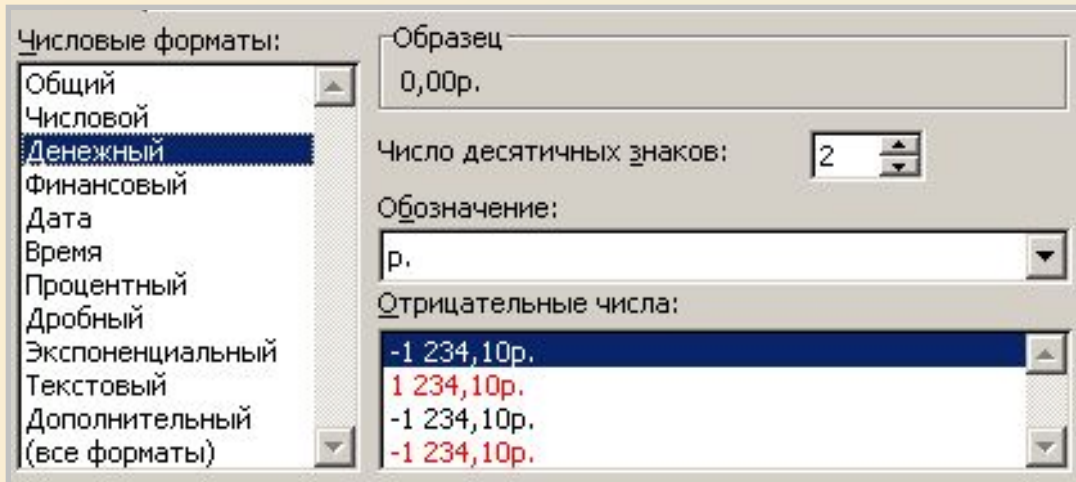 Числовые форматы:
Общий
Числовой
Денежный
Финансовый
Дата
Время
Процентный
Дробный
Экспоненциальный
Текстовый
Дополнительный
(все форматы)
Образец
0,00р.
Число десятичных знаков:
2
Обозначение:
р.
Отрицательные числа:
-1 234,10р.
1 234,10р.
-1 234,10р.
-1 234,10р.